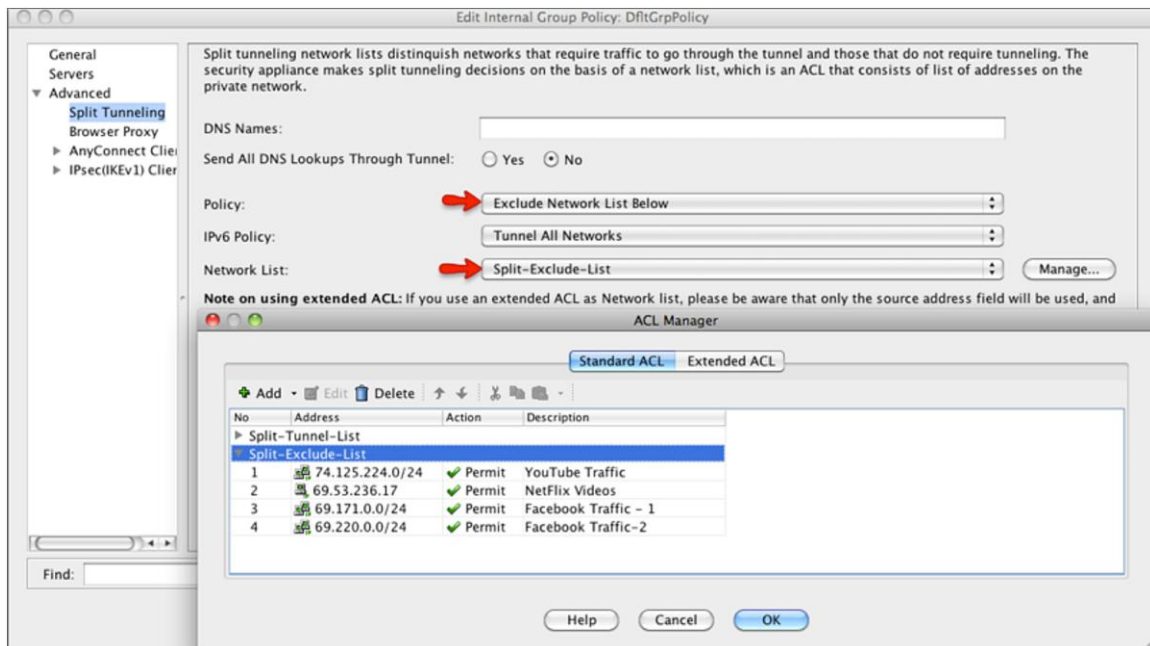 Edit Internal Group Policy: DfltGrpPolicy
General
Servers
Advanced
Split Tunneling
Browser Proxy
AnyConnect Clie
IPsec(IKEv1) Clier
Split tunneling network lists distinquish networks that require traffic to go through the tunnel and those that do not require tunneling. The
security appliance makes split tunneling decisions on the basis of a network list, which is an ACL that consists of list of addresses on the
private network.
DNS Names:
Send All DNS Lookups Through Tunnel: Yes No
Policy: Exclude Network List Below
IPv6 Policy: Tunnel All Networks
Network List: Split-Exclude-List Manage...
Note on using extended ACL: If you use an extended ACL as Network list, please be aware that only the source address field will be used, and
Find:
ACL Manager
Standard ACL Extended ACL
Add Edit Delete
No Address Action Description
Split-Tunnel-List
Split-Exclude-List
1 74.125.224.0/24 Permit YouTube Traffic
2 69.53.236.17 Permit NetFlix Videos
3 69.171.0.0/24 Permit Facebook Traffic - 1
4 69.220.0.0/24 Permit Facebook Traffic-2
Help Cancel OK